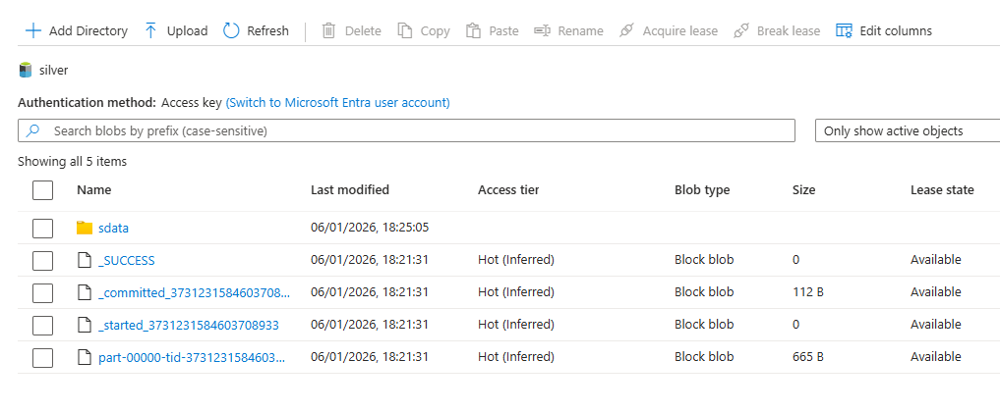 Add Directory Upload Refresh Delete Copy Paste Rename Acquire lease Break lease Edit columns
silver
Authentication method: Access key (Switch to Microsoft Entra user account)
Search blobs by prefix (case-sensitive) Only show active objects
Showing all 5 items
Name Last modified Access tier Blob type Size Lease state
sdata 06/01/2026, 18:25:05
_SUCCESS 06/01/2026, 18:21:31 Hot (Inferred) Block blob 0 Available
_committed_3731231584603708... 06/01/2026, 18:21:31 Hot (Inferred) Block blob 112 B Available
_started_3731231584603708933 06/01/2026, 18:21:31 Hot (Inferred) Block blob 0 Available
part-00000-tid-3731231584603... 06/01/2026, 18:21:31 Hot (Inferred) Block blob 665 B Available